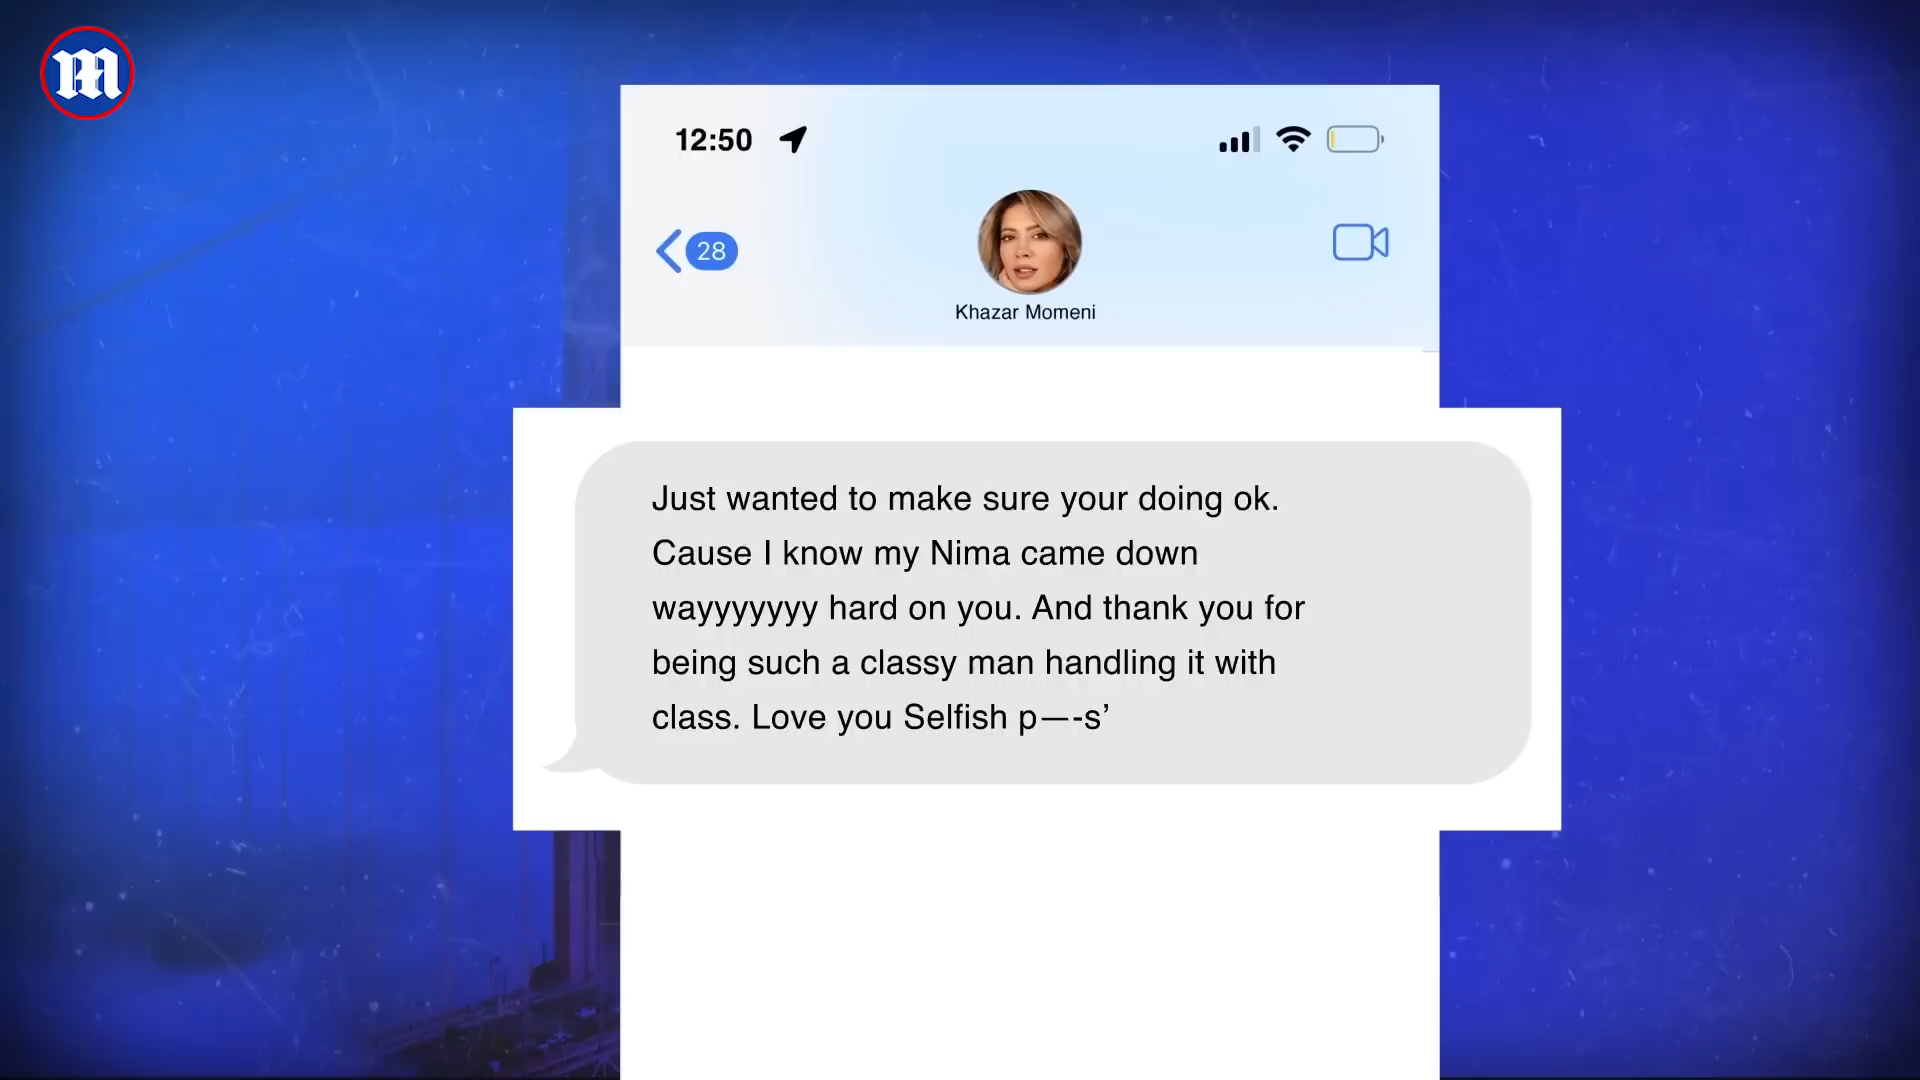 M
12:50
28
Khazar Momeni
Just wanted to make sure your doing ok.
Cause I know my Nima came down
wayyyyyyy hard on you. And thank you for
being such a classy man handling it with
class. Love you Selfish p—-s’